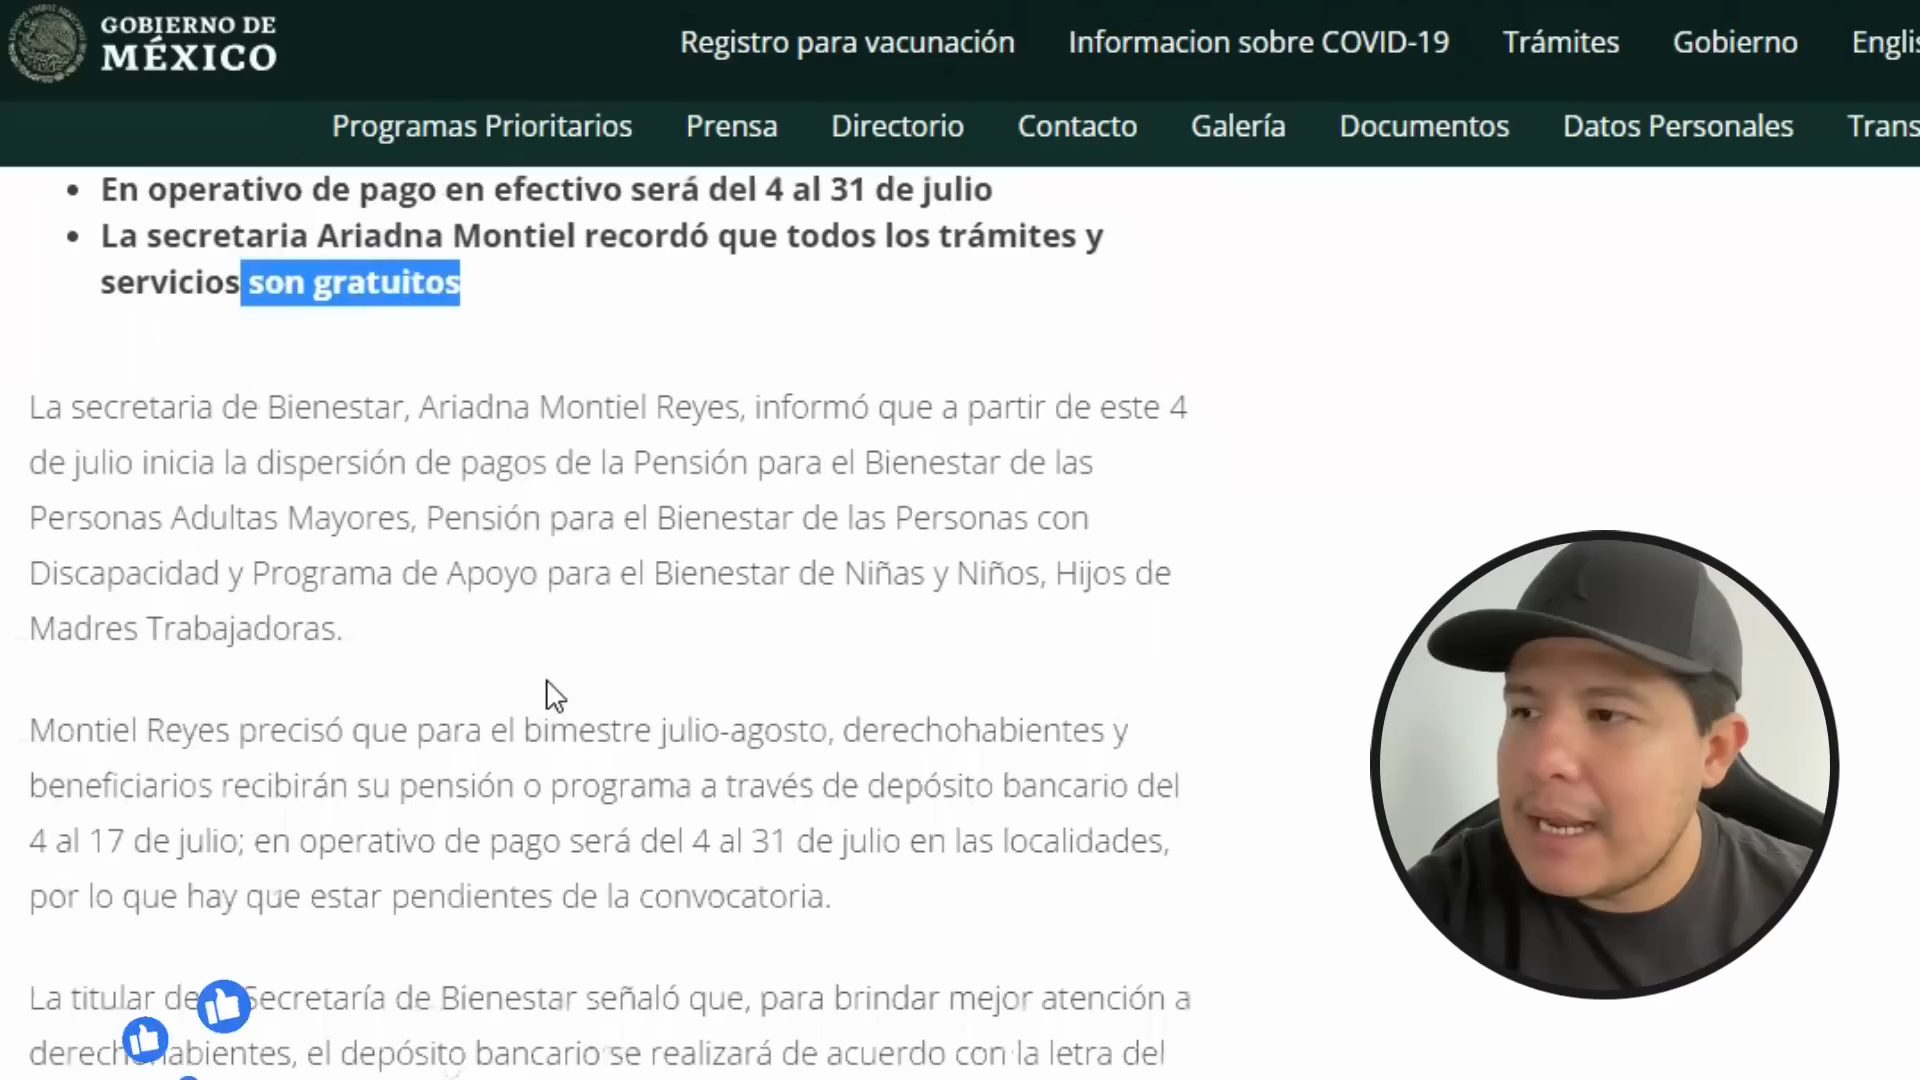 GOBIERNO DE
MÉXICO
Registro para vacunación Informacion sobre COVID-19 Trámites Gobierno
Programas Prioritarios Prensa Directorio Contacto Galería Documentos Datos Personales
En operativo de pago en efectivo será del 4 al 31 de julio
La secretaria Ariadna Montiel recordó que todos los trámites y
servicios son gratuitos
La secretaria de Bienestar, Ariadna Montiel Reyes, informó que a partir de este 4
de julio inicia la dispersión de pagos de la Pensión para el Bienestar de las
Personas Adultas Mayores, Pensión para el Bienestar de las Personas con
Discapacidad y Programa de Apoyo para el Bienestar de Niñas y Niños, Hijos de
Madres Trabajadoras.
Montiel Reyes precisó que para el bimestre julio-agosto, derechohabientes y
beneficiarios recibirán su pensión o programa a través de depósito bancario del
4 al 17 de julio; en operativo de pago será del 4 al 31 de julio en las localidades,
por lo que hay que estar pendientes de la convocatoria.
La titular de Secretaría de Bienestar señaló que, para brindar mejor atención a
el depósito bancario se realizará de acuerdo con la letra del